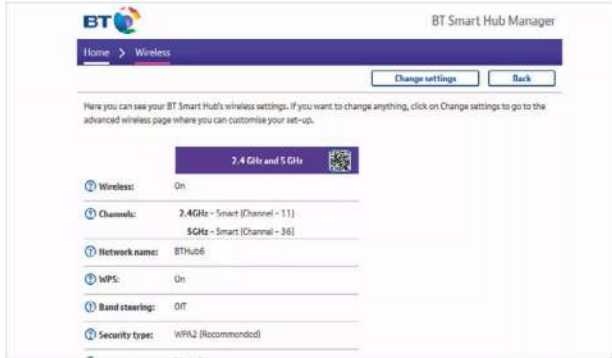 BT
BT Smart Hub Manager
Home > Wireless
Change settings
Back
Here you can see your BT Smart Hub's wireless settings. If you want to change anything, click on Change settings to go to the
advanced wireless page where you can customise your set-up.
2.4 GHz and 5 GHz
? Wireless: On
? Channels: 2.4GHz - Smart (Channel - 11)
5GHz - Smart (Channel - 36)
? Network name: BTHub6
? WPS: On
? Band steering: Off
? Security type: WPA2 (Recommended)